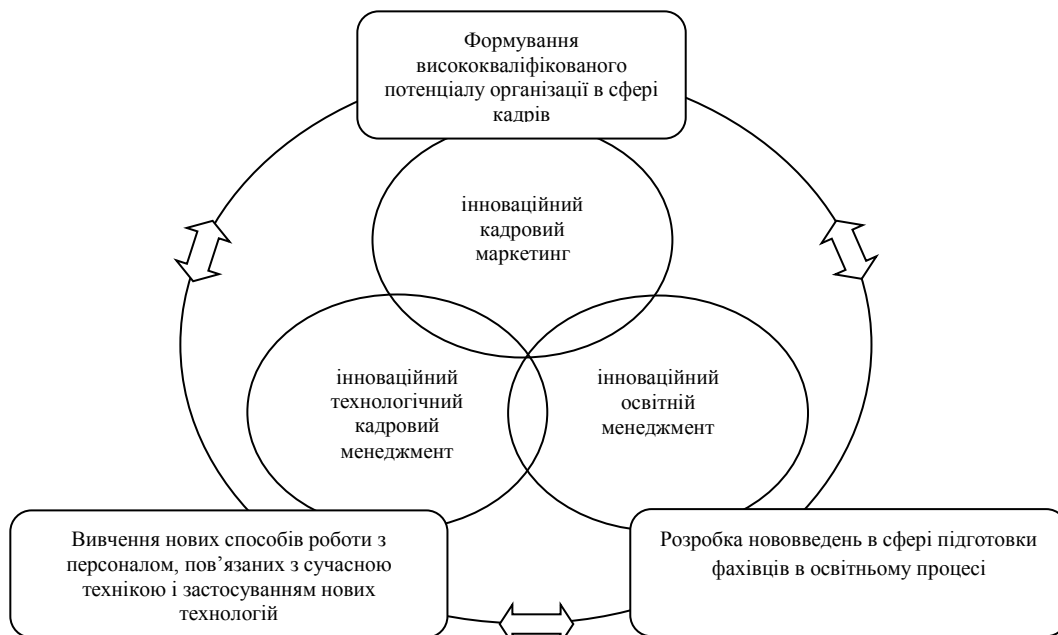 Формування
висококваліфікованого
потенціалу організації в сфері
кадрів
інноваційний
кадровий
маркетинг
інноваційний
технологічний
кадровий
менеджмент
інноваційний
освітній
менеджмент
Вивчення нових способів роботи з
персоналом, пов’язаних з сучасною
технікою і застосуванням нових
технологій
Розробка нововведень в сфері підготовки
фахівців в освітньому процесі